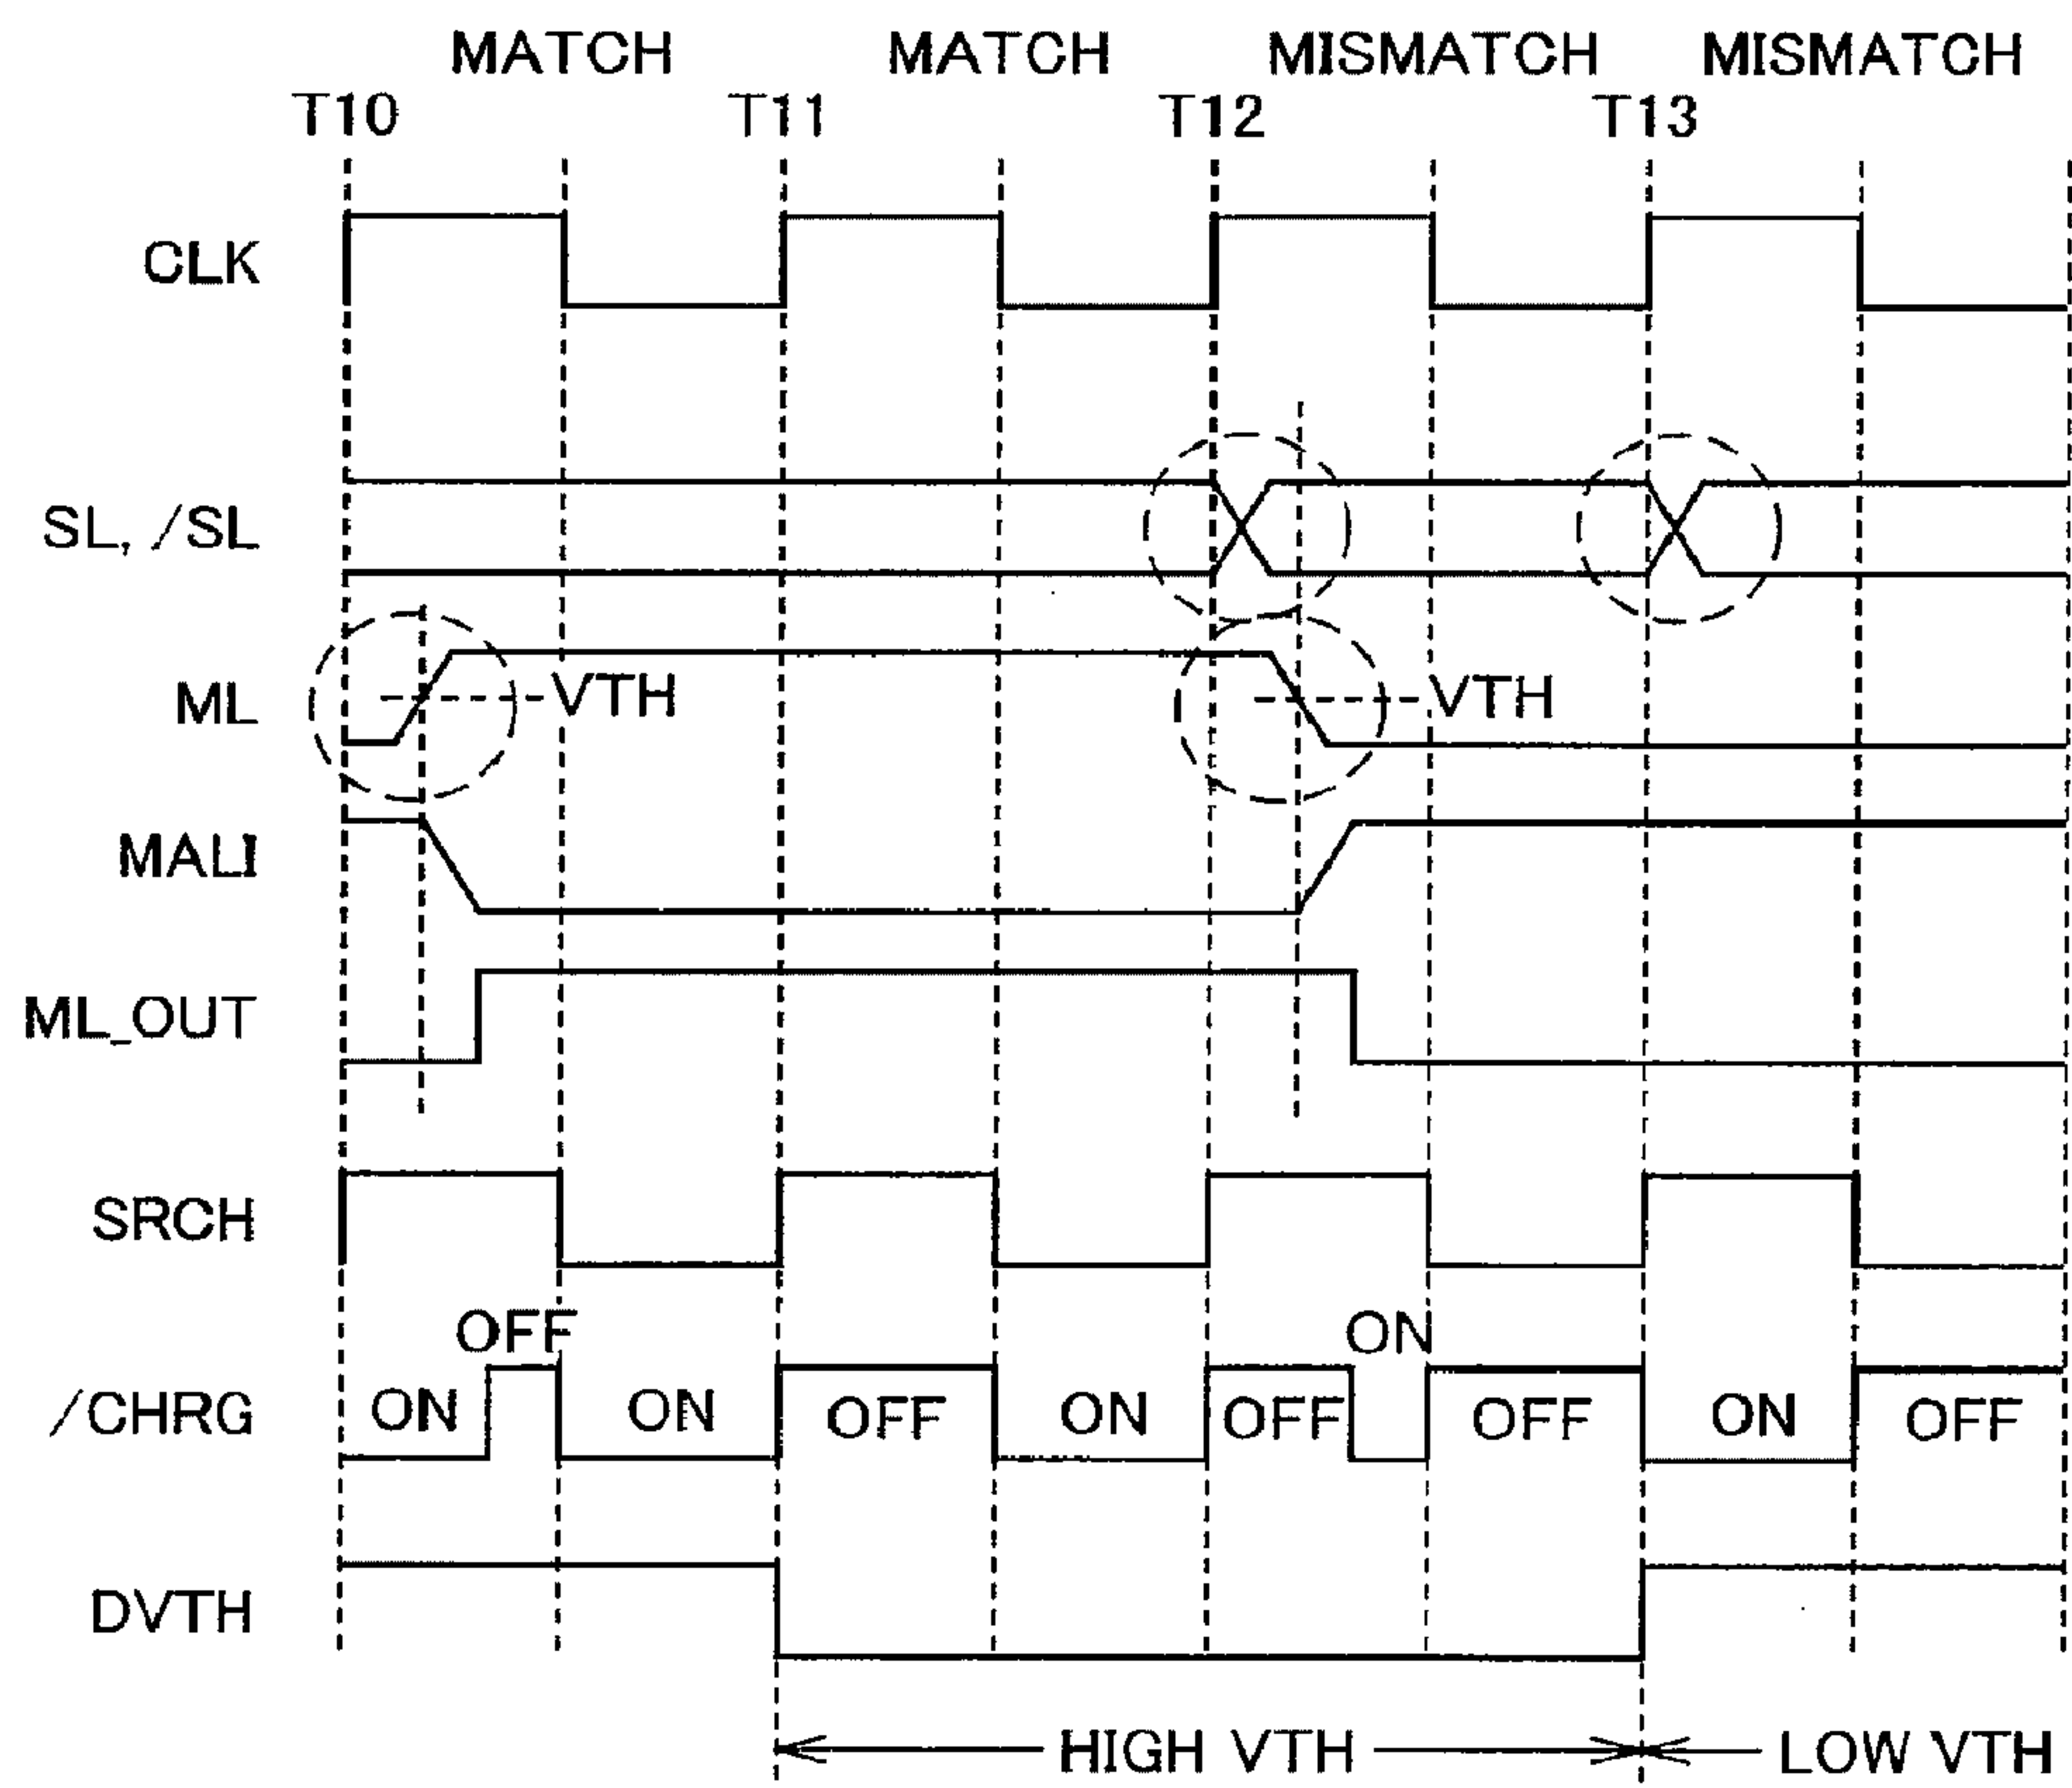 MATCH MATCH MISMATCH MISMATCH
T10 T11 T12 T13
CLK
SL, /SL
ML VTH VTH
MALI
ML_OUT
SRCH
OFF ON
/CHRG ON ON OFF ON OFF OFF ON OFF
DVTH
HIGH VTH LOW VTH